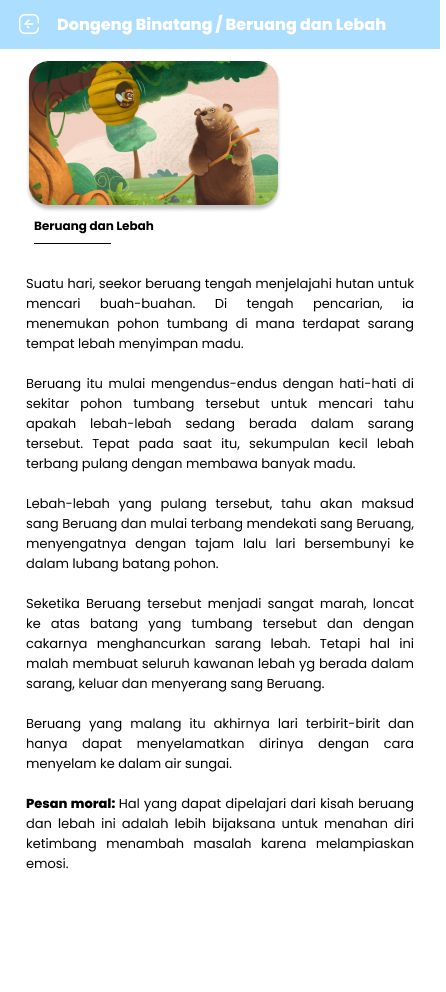 Dongeng Binatang / Beruang dan Lebah
Beruang dan Lebah
Suatu hari, seekor beruang tengah menjelajahi hutan untuk
mencari buah-buahan. Di tengah pencarian, ia
menemukan pohon tumbang di mana terdapat sarang
tempat lebah menyimpan madu.
Beruang itu mulai mengendus-endus dengan hati-hati di
sekitar pohon tumbang tersebut untuk mencari tahu
apakah lebah-lebah sedang berada dalam sarang
tersebut. Tepat pada saat itu, sekumpulan kecil lebah
terbang pulang dengan membawa banyak madu.
Lebah-lebah yang pulang tersebut, tahu akan maksud
sang Beruang dan mulai terbang mendekati sang Beruang,
menyengatnya dengan tajam lalu lari bersembunyi ke
dalam lubang batang pohon.
Seketika Beruang tersebut menjadi sangat marah, loncat
ke atas batang yang tumbang tersebut dan dengan
cakarnya menghancurkan sarang lebah. Tetapi hal ini
malah membuat seluruh kawanan lebah yg berada dalam
sarang, keluar dan menyerang sang Beruang.
Beruang yang malang itu akhirnya lari terbirit-birit dan
hanya dapat menyelamatkan dirinya dengan cara
menyelam ke dalam air sungai.
Pesan moral: Hal yang dapat dipelajari dari kisah beruang
dan lebah ini adalah lebih bijaksana untuk menahan diri
ketimbang menambah masalah karena melampiaskan
emosi.